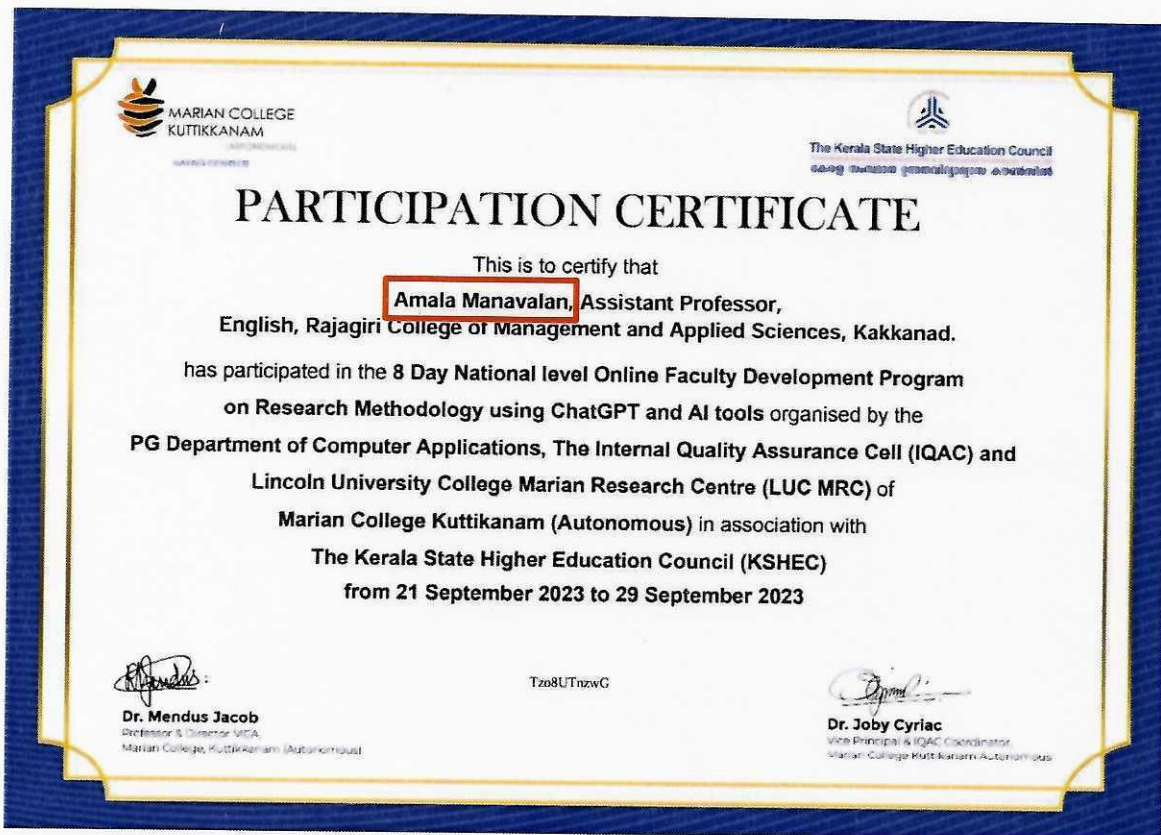 MARIAN COLLEGE
KUTTIKKANAM
(AUTONOMOUS)
The Kerala State Higher Education Council
PARTICIPATION CERTIFICATE
This is to certify that
Amala Manavalan, Assistant Professor,
English, Rajagiri College of Management and Applied Sciences, Kakkanad.
has participated in the 8 Day National level Online Faculty Development Program
on Research Methodology using ChatGPT and AI tools organised by the
PG Department of Computer Applications, The Internal Quality Assurance Cell (IQAC) and
Lincoln University College Marian Research Centre (LUC MRC) of
Marian College Kuttikanam (Autonomous) in association with
The Kerala State Higher Education Council (KSHEC)
from 21 September 2023 to 29 September 2023
Tzo8UTnzwG
Dr. Mendus Jacob
Professor & Director MCA,
Marian College, Kuttikkanam (Autonomous)
Dr. Joby Cyriac
Vice Principal & IQAC Coordinator,
Marian College Kuttikanam Autonomous